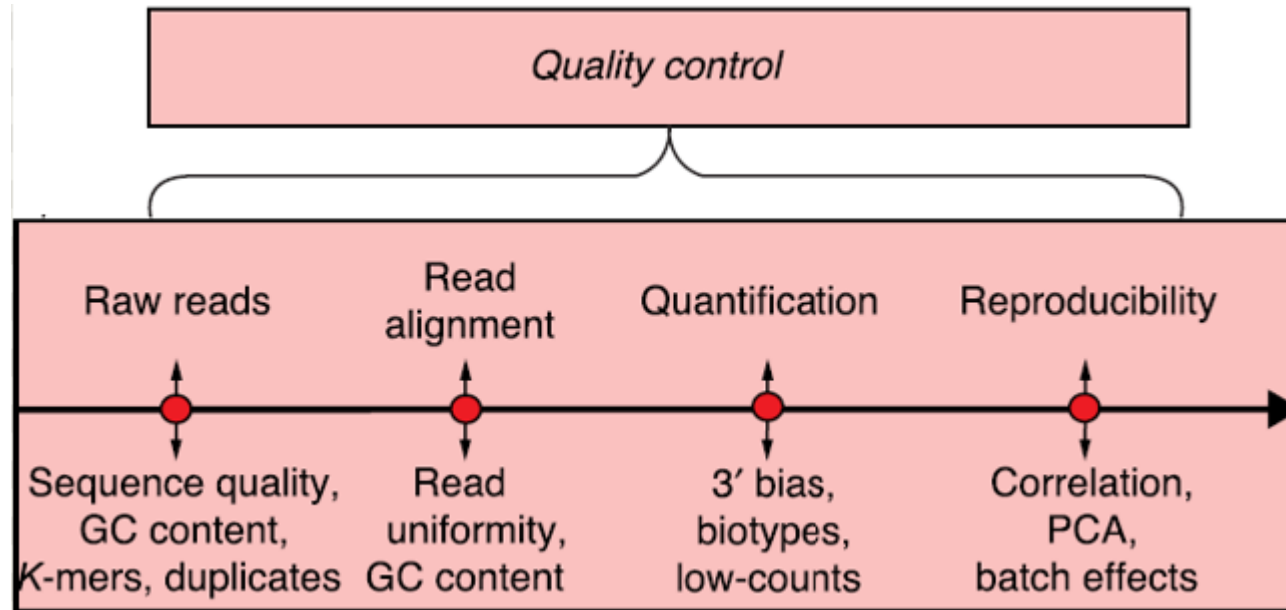 Quality control
Raw reads
Read
alignment
Quantification
Reproducibility
Sequence quality,
GC content,
K-mers, duplicates
Read
uniformity,
GC content
3′ bias,
biotypes,
low-counts
Correlation,
PCA,
batch effects